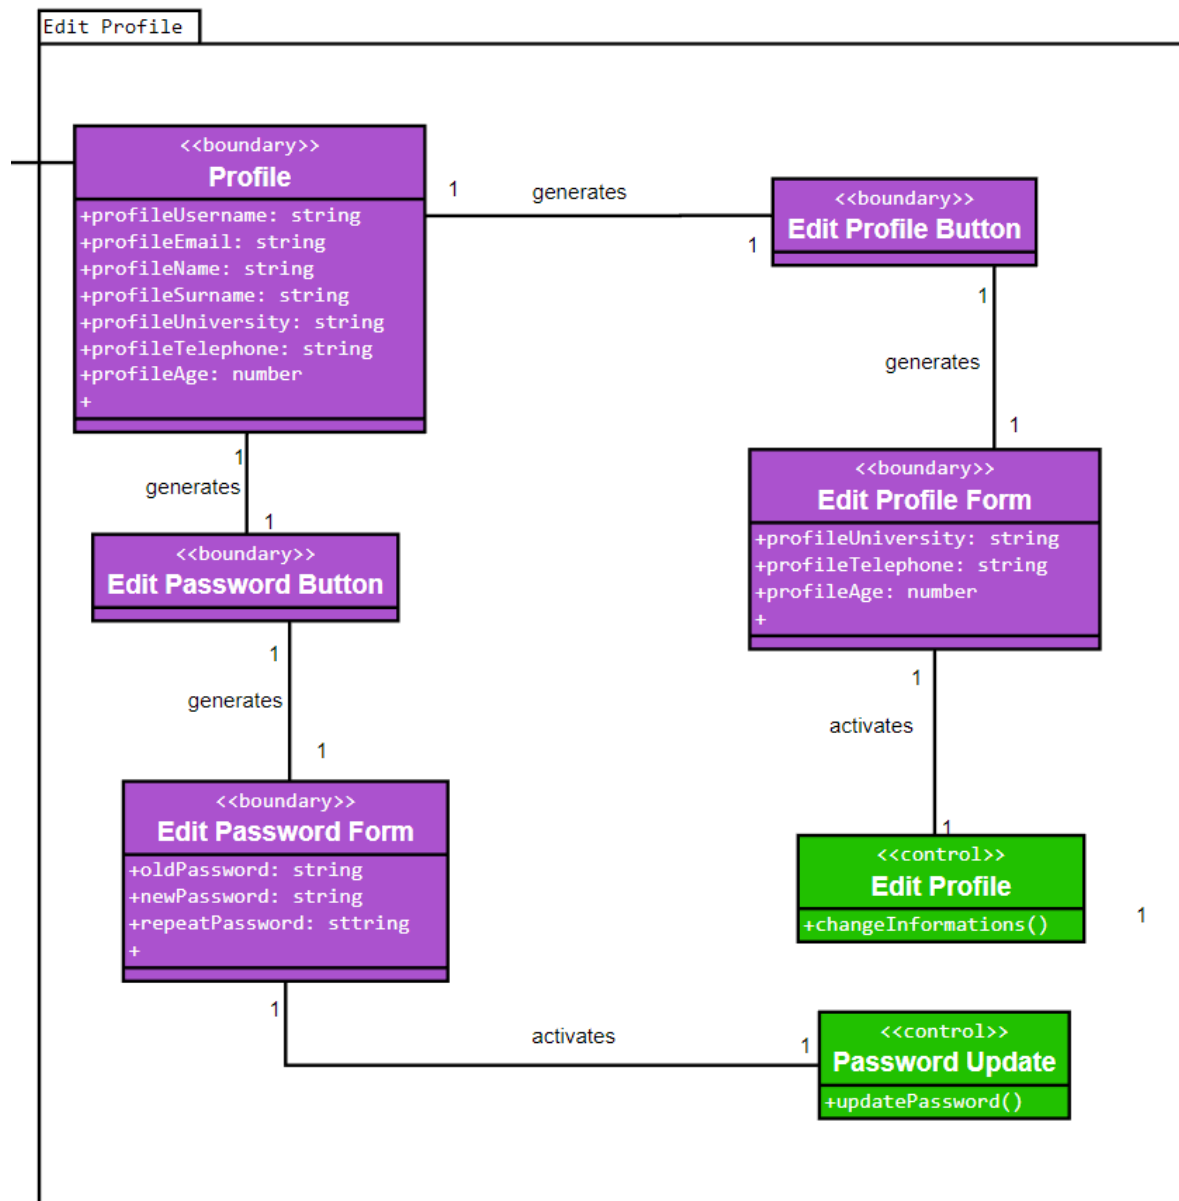 Edit Profile
<<boundary>>
Profile
+profileUsername: string
+profileEmail: string
+profileName: string
+profileSurname: string
+profileUniversity: string
+profileTelephone: string
+profileAge: number
+
1
generates
1
<<boundary>>
Edit Profile Button
1
generates
1
<<boundary>>
Edit Profile Form
+profileUniversity: string
+profileTelephone: string
+profileAge: number
+
1
activates
1
<<control>>
Edit Profile
+changeInformations()
1
1
generates
1
<<boundary>>
Edit Password Button
1
generates
1
<<boundary>>
Edit Password Form
+oldPassword: string
+newPassword: string
+repeatPassword: sttring
+
1
activates
1
<<control>>
Password Update
+updatePassword()